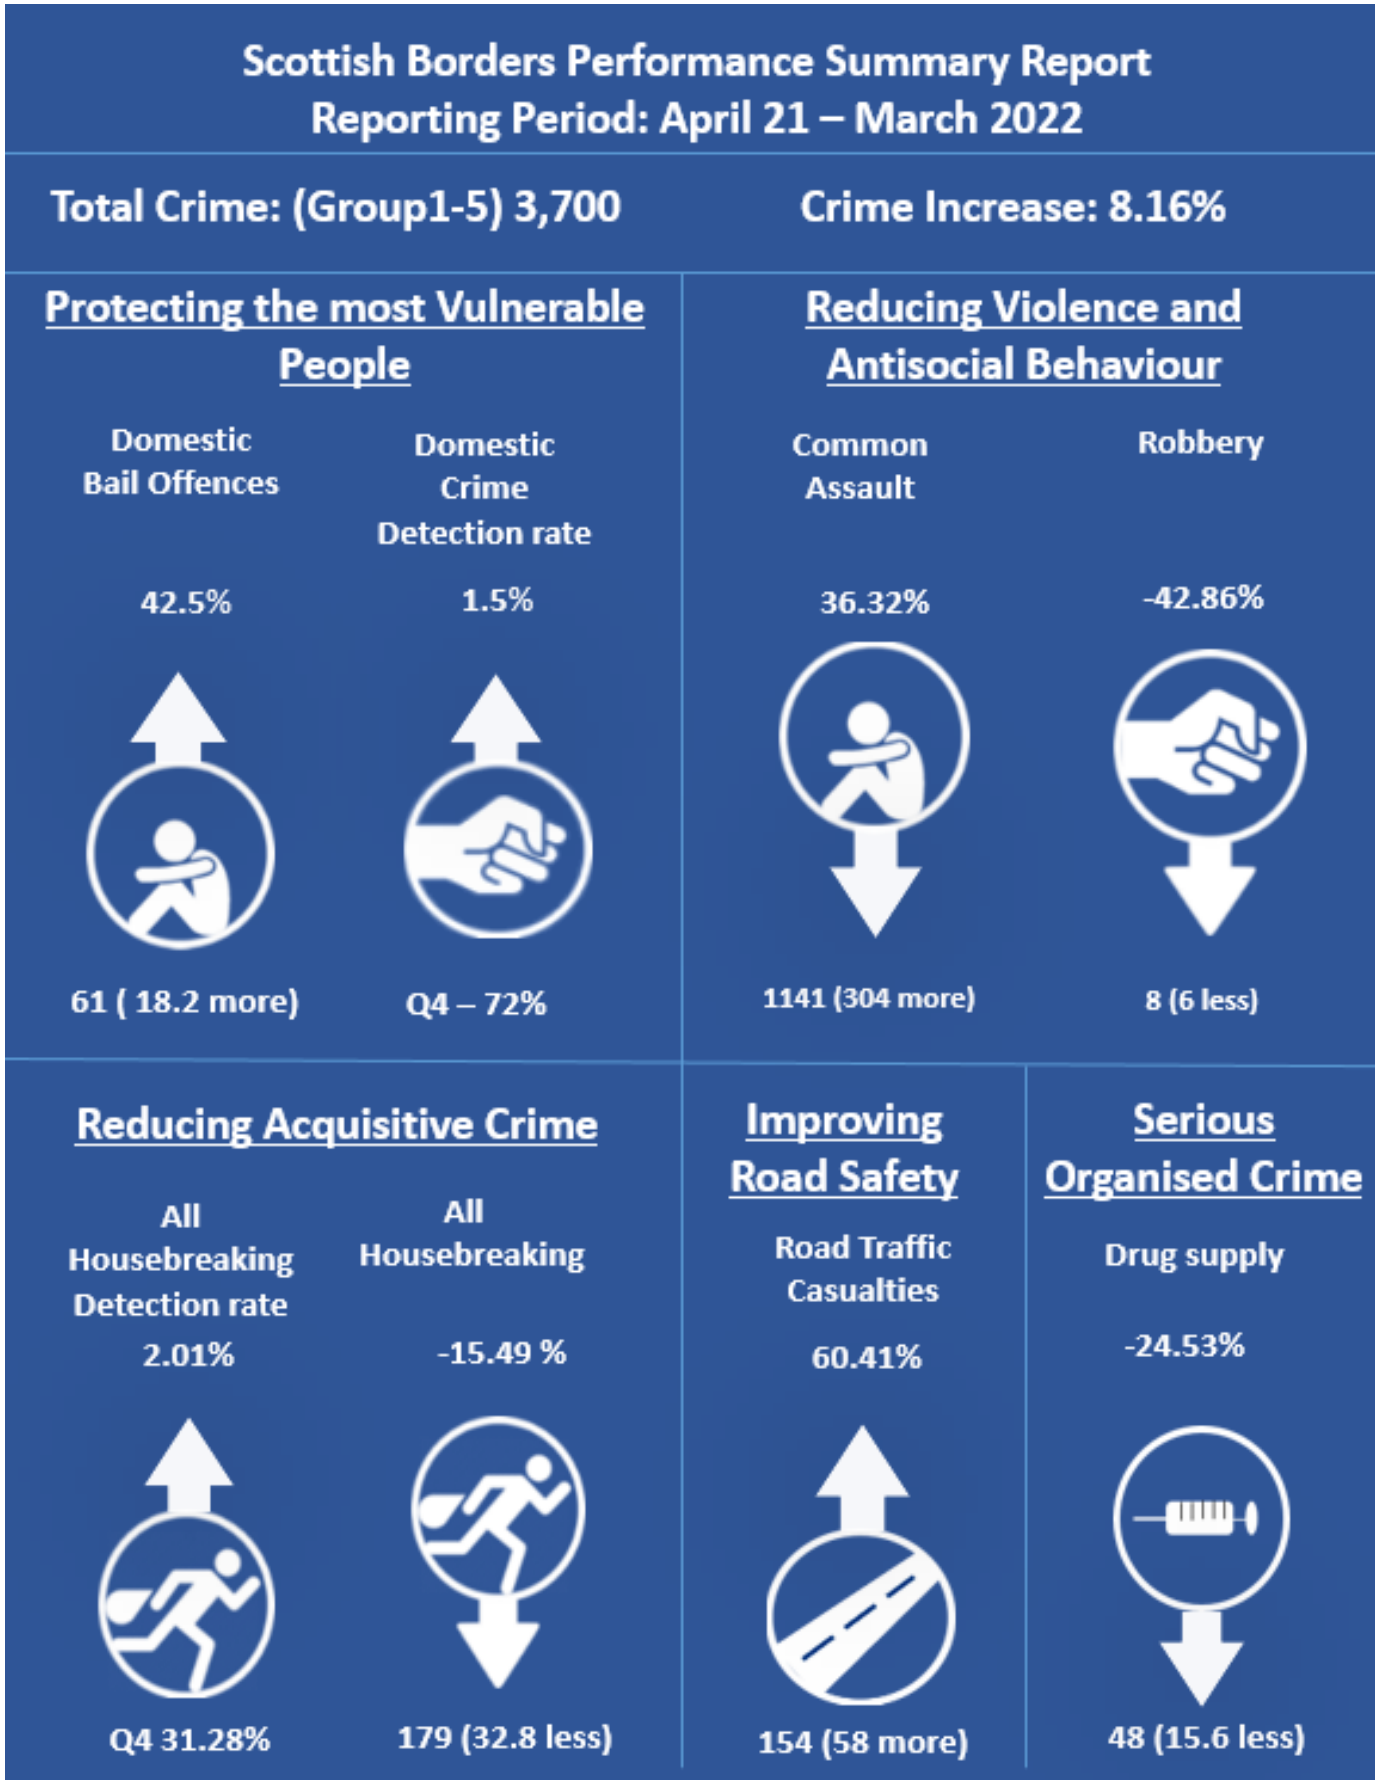 Scottish Borders Performance Summary Report
Reporting Period: April 21 – March 2022
Total Crime: (Group1-5) 3,700
Crime Increase: 8.16%
Protecting the most Vulnerable
People
Domestic
Bail Offences
42.5%
61 ( 18.2 more)
Domestic
Crime
Detection rate
1.5%
Q4 – 72%
Reducing Violence and
Antisocial Behaviour
Common
Assault
36.32%
1141 (304 more)
Robbery
-42.86%
8 (6 less)
Reducing Acquisitive Crime
All
Housebreaking
Detection rate
2.01%
Q4 31.28%
All
Housebreaking
-15.49 %
179 (32.8 less)
Improving
Road Safety
Road Traffic
Casualties
60.41%
154 (58 more)
Serious
Organised Crime
Drug supply
-24.53%
48 (15.6 less)